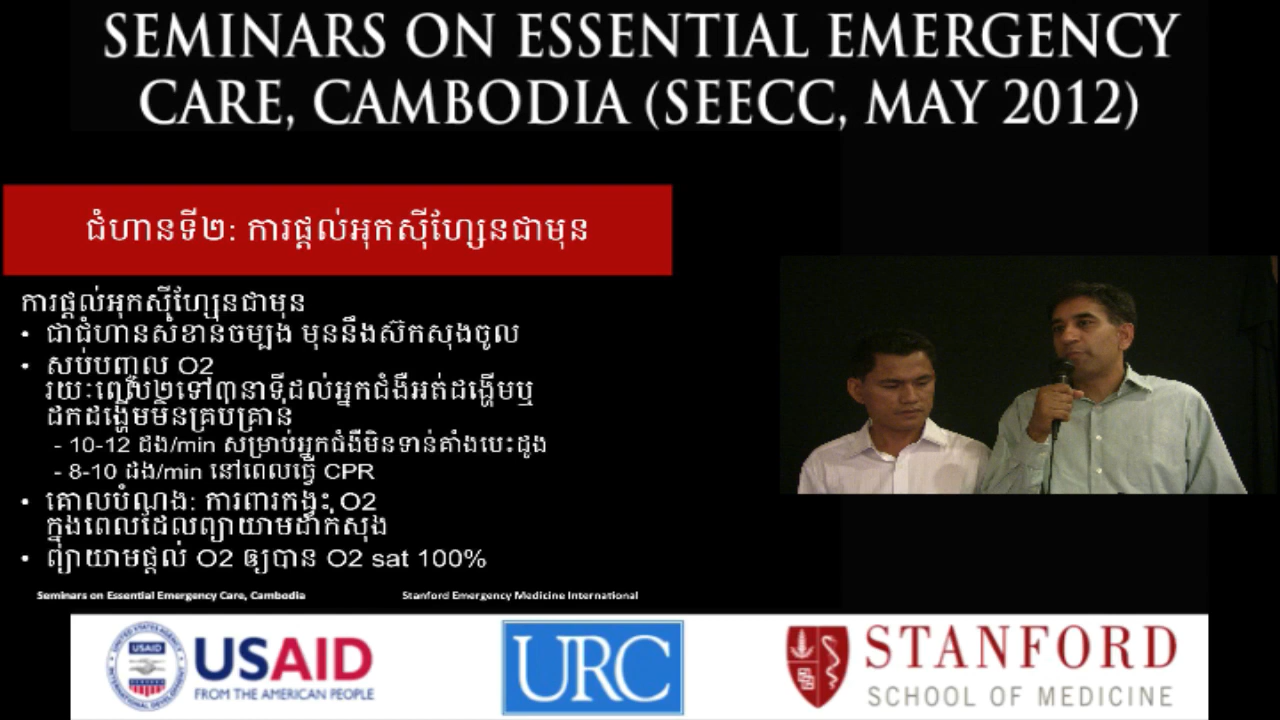 SEMINARS ON ESSENTIAL EMERGENCY
CARE, CAMBODIA (SEECC, MAY 2012)
ជំហានទី២: ការផ្តល់អុកស៊ីហ្សែនជាមុន
ការផ្តល់អុកស៊ីហ្សែនជាមុន
• ជាជំហានសំខាន់ចម្បង មុននឹងស៊កសុងចូល
• សប់បញ្ចូល O2
រយៈពេល២ទៅ៣នាទីដល់អ្នកជំងឺអត់ដង្ហើមឬ
ដកដង្ហើមមិនគ្រប់គ្រាន់
- 10-12 ដង/min សម្រាប់អ្នកជំងឺមិនទាន់គាំងបេះដូង
- 8-10 ដង/min នៅពេលធ្វើ CPR
• គោលបំណង: ការពារកង្វះ O2
ក្នុងពេលដែលព្យាយាមដាក់សុង
• ព្យាយាមផ្តល់ O2 ឲ្យបាន O2 sat 100%
Seminars on Essential Emergency Care, Cambodia
Stanford Emergency Medicine International
UNITED STATES AGENCY
USAID
INTERNATIONAL DEVELOPMENT
USAID
FROM THE AMERICAN PEOPLE
URC
STANFORD
SCHOOL OF MEDICINE